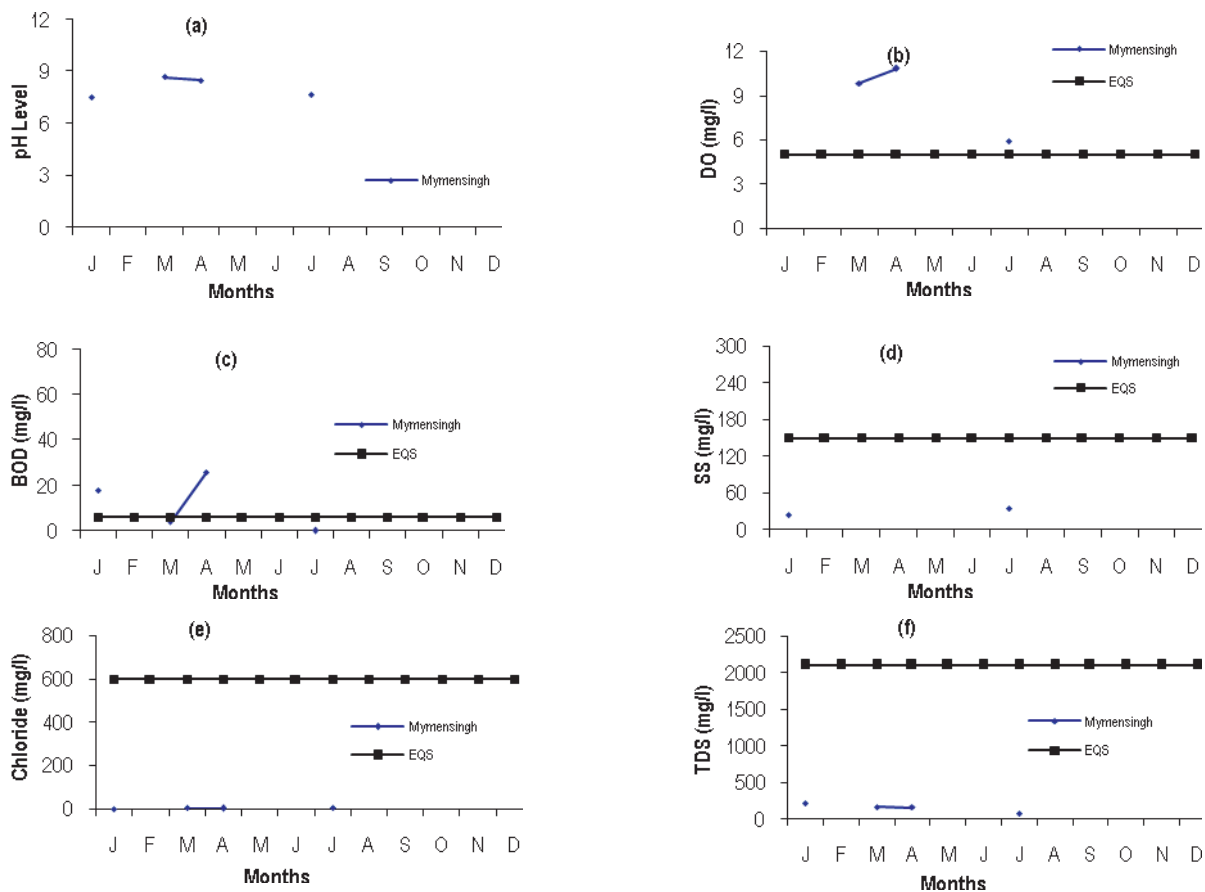 (a)
12
9
6
3
0
pH Level
Mymensingh
J F M A M J J A S O N D
Months
(b)
12
9
6
3
0
DO (mg/l)
Mymensingh
EQS
J F M A M J J A S O N D
Months
(c)
80
60
40
20
0
BOD (mg/l)
Mymensingh
EQS
J F M A M J J A S O N D
Months
(d)
300
240
180
120
60
0
SS (mg/l)
Mymensingh
EQS
J F M A M J J A S O N D
Months
(e)
800
600
400
200
0
Chloride (mg/l)
Mymensingh
EQS
J F M A M J J A S O N D
Months
(f)
2500
2000
1500
1000
500
0
TDS (mg/l)
Mymensingh
EQS
J F M A M J J A S O N D
Months